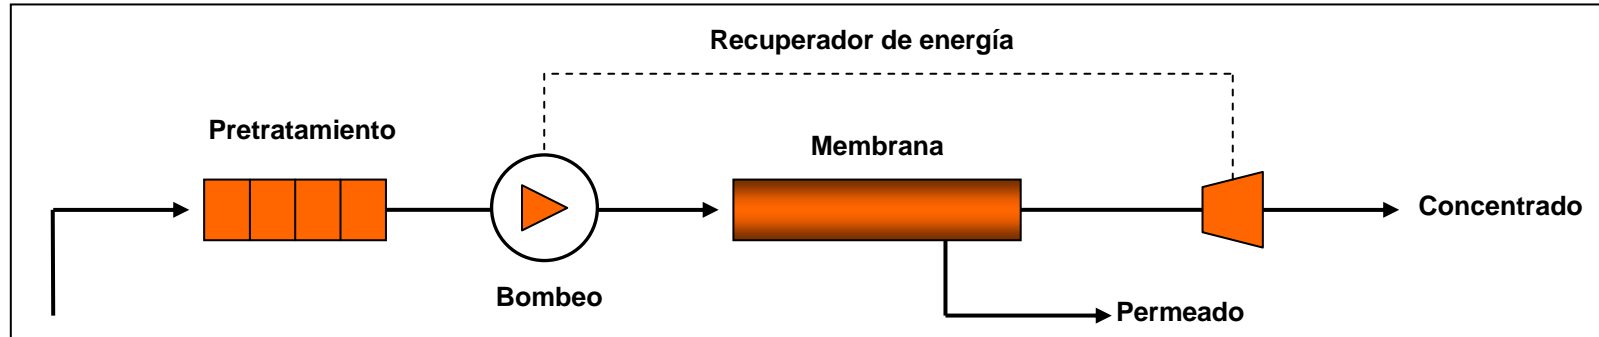 Recuperador de energía
Pretratamiento
Membrana
Concentrado
Bombeo
Permeado